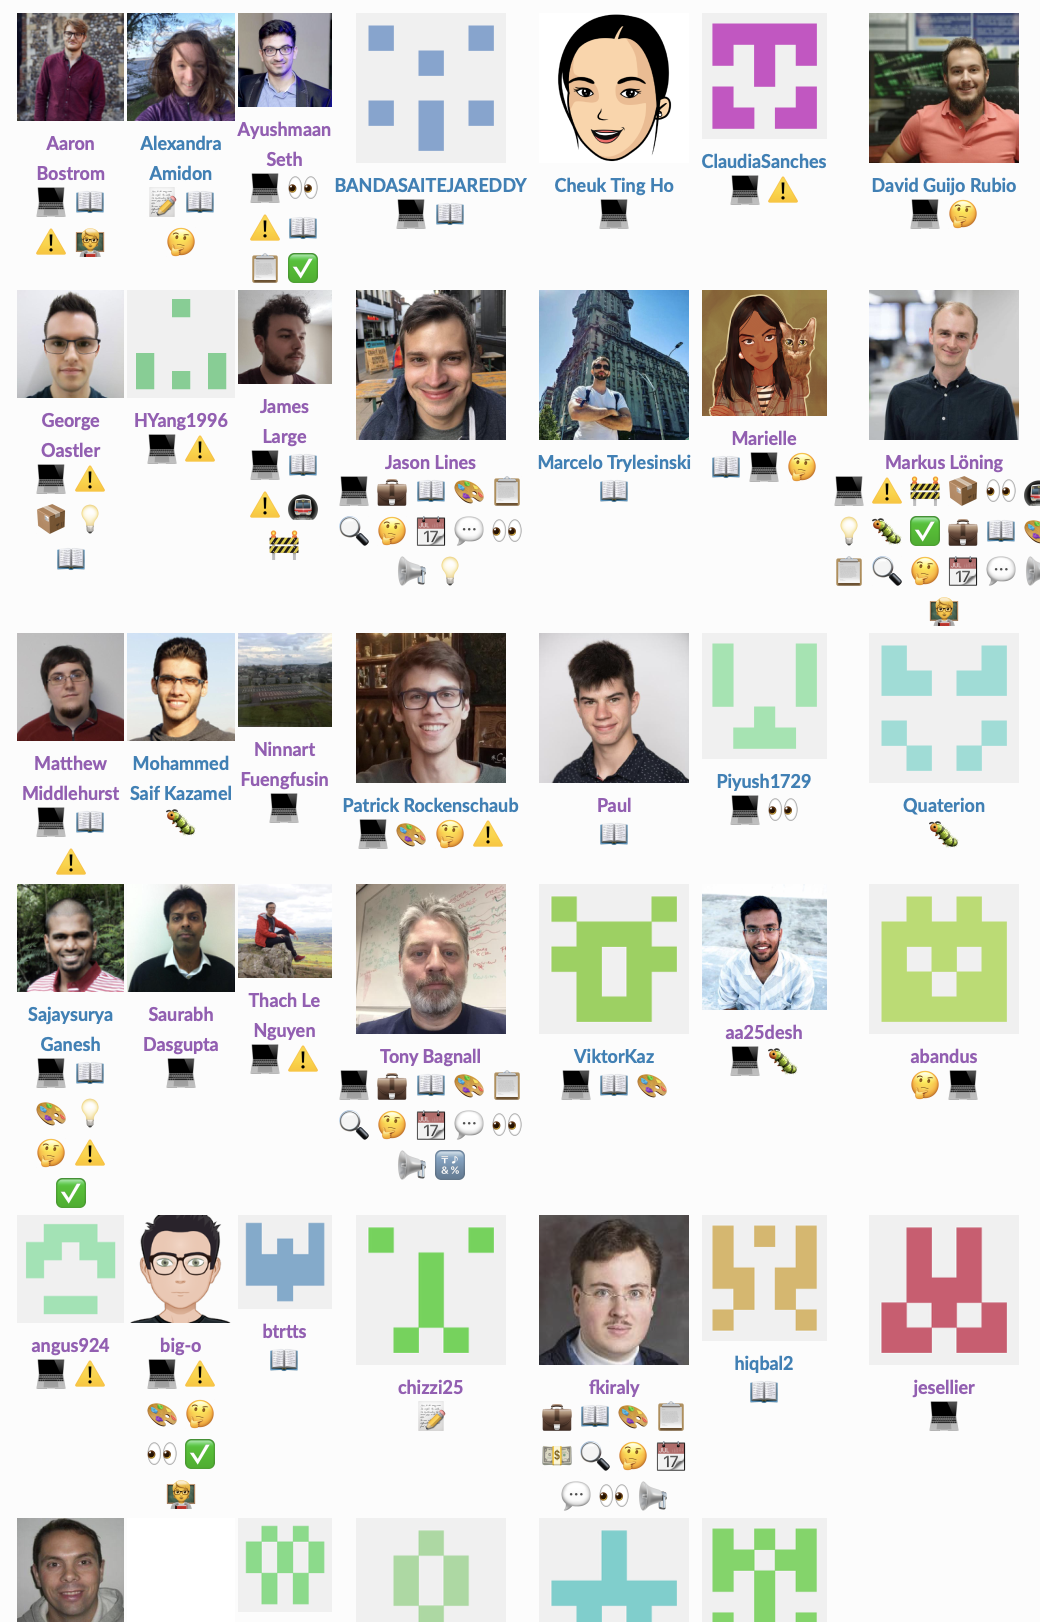 Aaron
Bostrom
Alexandra
Amidon
Ayushmaan
Seth
BANDASAITEJAREDDY
Cheuk Ting Ho
ClaudiaSanches
David Guijo Rubio
George
Oastler
HYang1996
James
Large
Jason Lines
Marcelo Trylesinski
Marielle
Markus Löning
Matthew
Middlehurst
Mohammed
Saif Kazamel
Ninnart
Fuengfusin
Patrick Rockenschaub
Paul
Piyush1729
Quaterion
Sajaysurya
Ganesh
Saurabh
Dasgupta
Thach Le
Nguyen
Tony Bagnall
ViktorKaz
aa25desh
abandus
angus924
big-o
btrtts
chizzi25
fkiraly
hiqbal2
jesellier